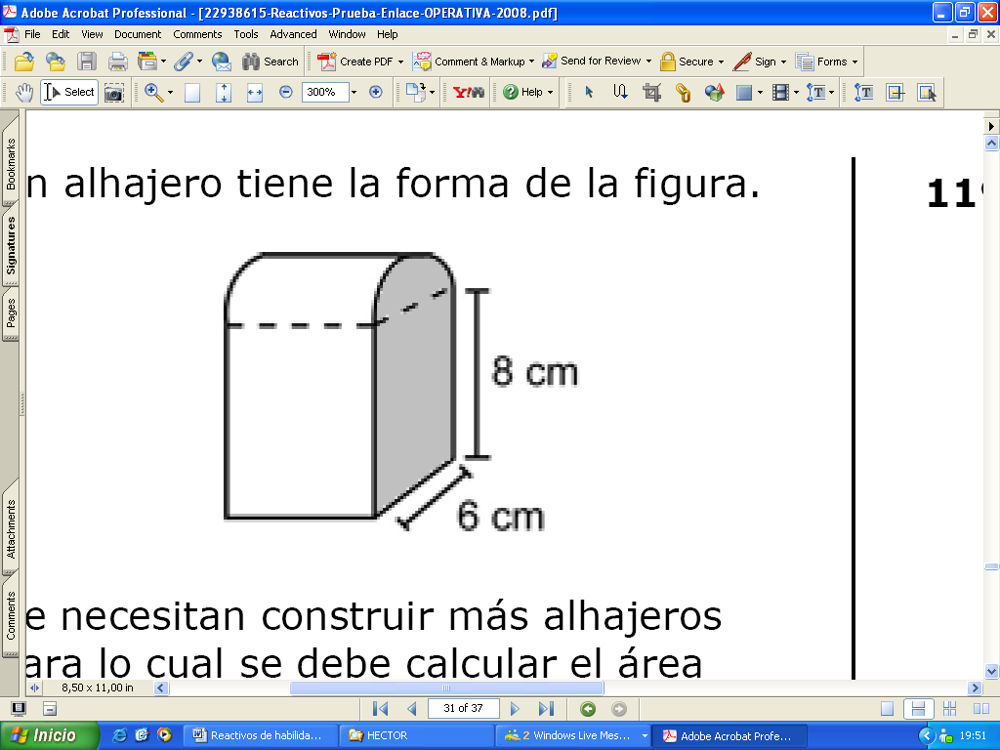 Adobe Acrobat Professional - [22938615-Reactivos-Prueba-Enlace-OPERATIVA-2008.pdf]
File Edit View Document Comments Tools Advanced Window Help
Search Create PDF Comment & Markup Send for Review Secure Sign Forms
Select 300% Y! Help
Bookmarks
Signatures
Pages
Attachments
Comments
n alhajero tiene la forma de la figura.
11
8 cm
6 cm
e necesitan construir más alhajeros
ara lo cual se debe calcular el área
8,50 x 11,00 in
31 of 37
Inicio Reactivos de habilida... HECTOR 2 Windows Live Mes... Adobe Acrobat Profe... 19:51